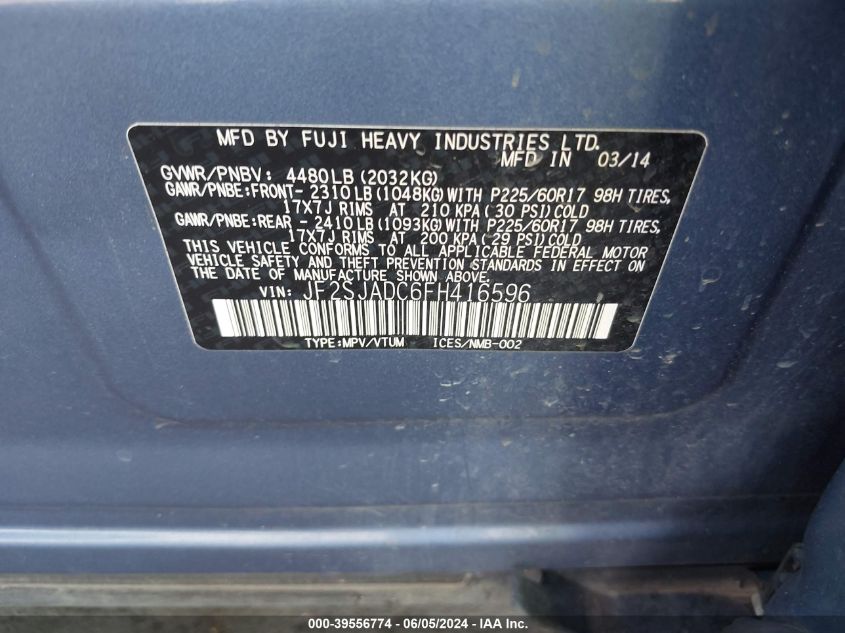 MFD BY FUJI HEAVY INDUSTRIES LTD.
MFD IN 03/14
GVWR/PNBV: 4480LB (2032KG)
GAWR/PNBE:FRONT- 2310LB (1048KG) WITH P225/60R17 98H TIRES,
17X7J RIMS AT 210 KPA (30 PSI) COLD
GAWR/PNBE:REAR - 2410LB (1093KG) WITH P225/60R17 98H TIRES,
17X7J RIMS AT 200 KPA (29 PSI) COLD
THIS VEHICLE CONFORMS TO ALL APPLICABLE FEDERAL MOTOR
VEHICLE SAFETY AND THEFT PREVENTION STANDARDS IN EFFECT ON
THE DATE OF MANUFACTURE SHOWN ABOVE.
VIN: JF2SJADC6FH416596
TYPE:MPV/VTUM ICES/NMB-002
000-39556774 - 06/05/2024 - IAA Inc.